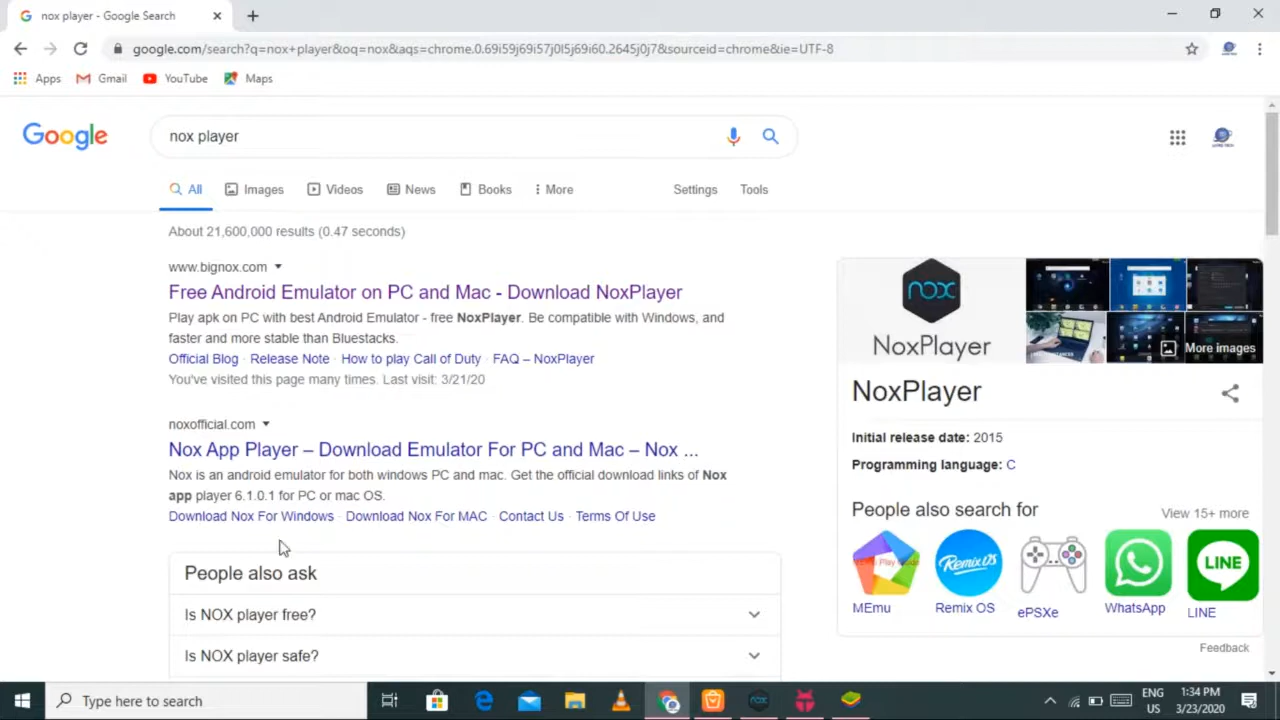 nox player - Google Search
google.com/search?q=nox+player&oq=nox&aqs=chrome.0.69i59j69i57j0l5j69i60.2645j0j7&sourceid=chrome&ie=UTF-8
Apps Gmail YouTube Maps
Google
nox player
All Images Videos News Books More Settings Tools
About 21,600,000 results (0.47 seconds)
www.bignox.com
Free Android Emulator on PC and Mac - Download NoxPlayer
Play apk on PC with best Android Emulator - free NoxPlayer. Be compatible with Windows, and
faster and more stable than Bluestacks.
Official Blog · Release Note · How to play Call of Duty · FAQ – NoxPlayer
You've visited this page many times. Last visit: 3/21/20
noxofficial.com
Nox App Player – Download Emulator For PC and Mac – Nox ...
Nox is an android emulator for both windows PC and mac. Get the official download links of Nox
app player 6.1.0.1 for PC or mac OS.
Download Nox For Windows · Download Nox For MAC · Contact Us · Terms Of Use
People also ask
Is NOX player free?
Is NOX player safe?
nox
NoxPlayer
More images
NoxPlayer
Initial release date: 2015
Programming language: C
People also search for
View 15+ more
Remix OS
LINE
MEmu
Remix OS
ePSXe
WhatsApp
LINE
Feedback
Type here to search
ENG
US
1:34 PM
3/23/2020